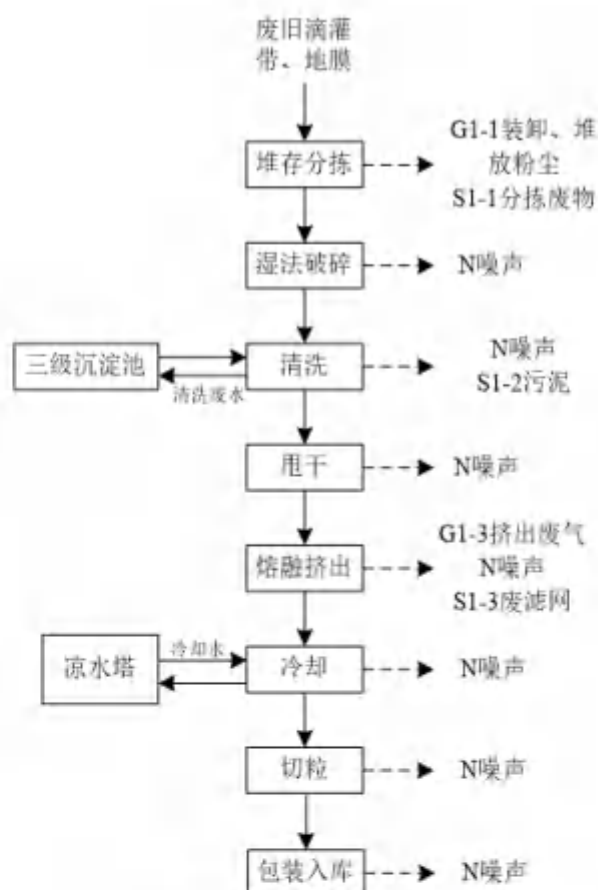 废旧滴灌
带、地膜
堆存分拣
G1-1装卸、堆
放粉尘
S1-1分拣废物
湿法破碎
N噪声
三级沉淀池
清洗废水
清洗
N噪声
S1-2污泥
甩干
N噪声
熔融挤出
G1-3挤出废气
N噪声
S1-3废滤网
凉水塔
冷却水
冷却
N噪声
切粒
N噪声
包装入库
N噪声